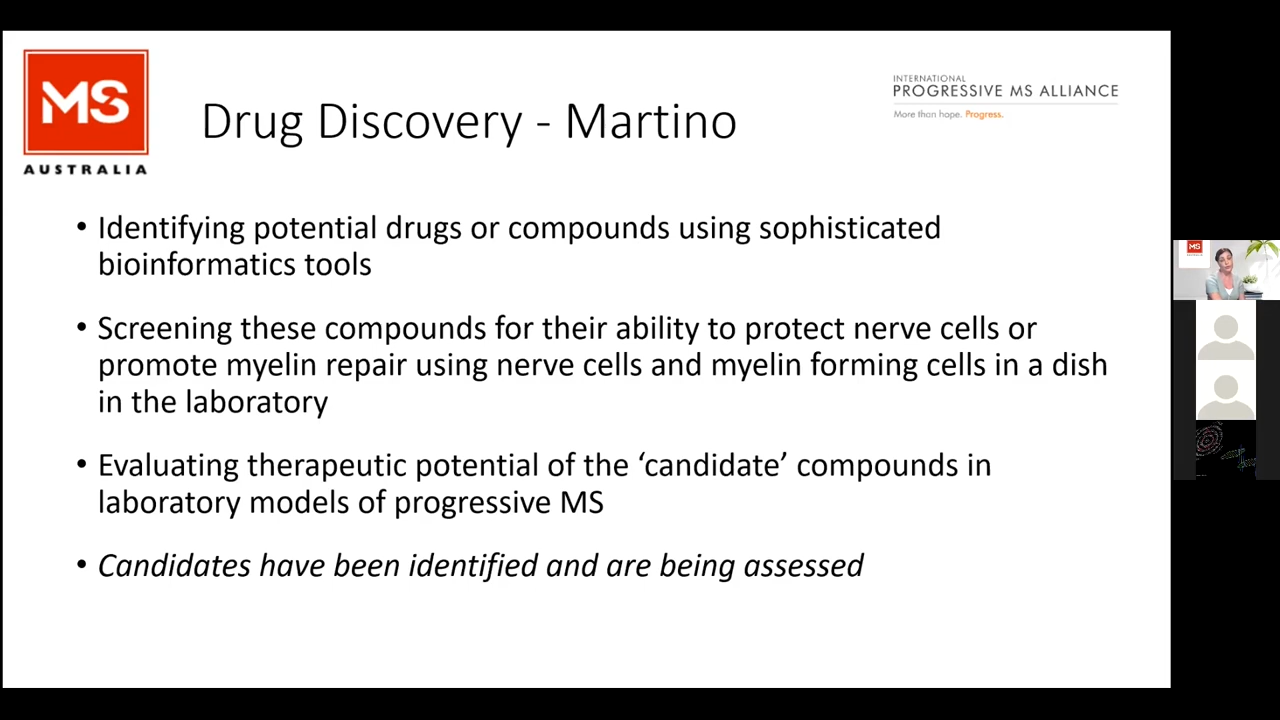 MS
AUSTRALIA
Drug Discovery - Martino
INTERNATIONAL
PROGRESSIVE MS ALLIANCE
More than hope. Progress.
• Identifying potential drugs or compounds using sophisticated
bioinformatics tools
• Screening these compounds for their ability to protect nerve cells or
promote myelin repair using nerve cells and myelin forming cells in a dish
in the laboratory
• Evaluating therapeutic potential of the ‘candidate’ compounds in
laboratory models of progressive MS
• Candidates have been identified and are being assessed
MS